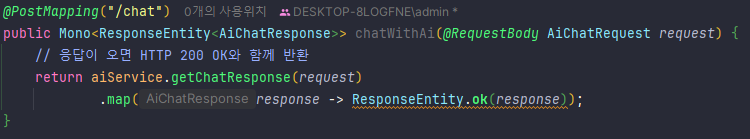 @PostMapping("/chat") 0개의 사용위치 DESKTOP-8LOGFNE\admin *
public Mono<ResponseEntity<AiChatResponse>> chatWithAi(@RequestBody AiChatRequest request) {
// 응답이 오면 HTTP 200 OK와 함께 반환
return aiService.getChatResponse(request)
.map( AiChatResponse response -> ResponseEntity.ok(response));
}